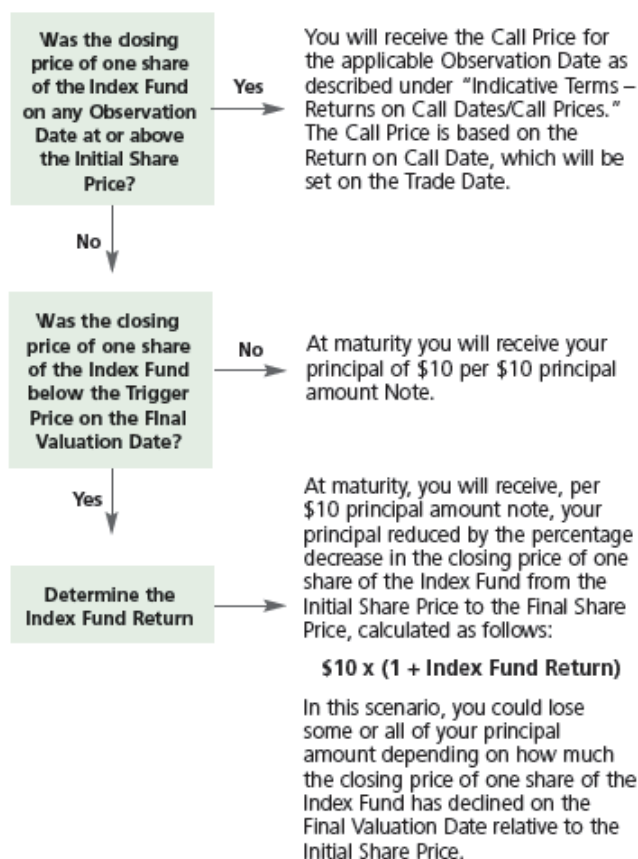 Was the closing
price of one share
of the Index Fund
on any Observation
Date at or above
the Initial Share
Price?
Yes
You will receive the Call Price for
the applicable Observation Date as
described under “Indicative Terms –
Returns on Call Dates/Call Prices.”
The Call Price is based on the
Return on Call Date, which will be
set on the Trade Date.
No
Was the closing
price of one share
of the Index Fund
below the Trigger
Price on the Final
Valuation Date?
No
At maturity you will receive your
principal of $10 per $10 principal
amount Note.
Yes
Determine the
Index Fund Return
At maturity, you will receive, per
$10 principal amount note, your
principal reduced by the percentage
decrease in the closing price of one
share of the Index Fund from the
Initial Share Price to the Final Share
Price, calculated as follows:
$10 x (1 + Index Fund Return)
In this scenario, you could lose
some or all of your principal
amount depending on how much
the closing price of one share of the
Index Fund has declined on the
Final Valuation Date relative to the
Initial Share Price.